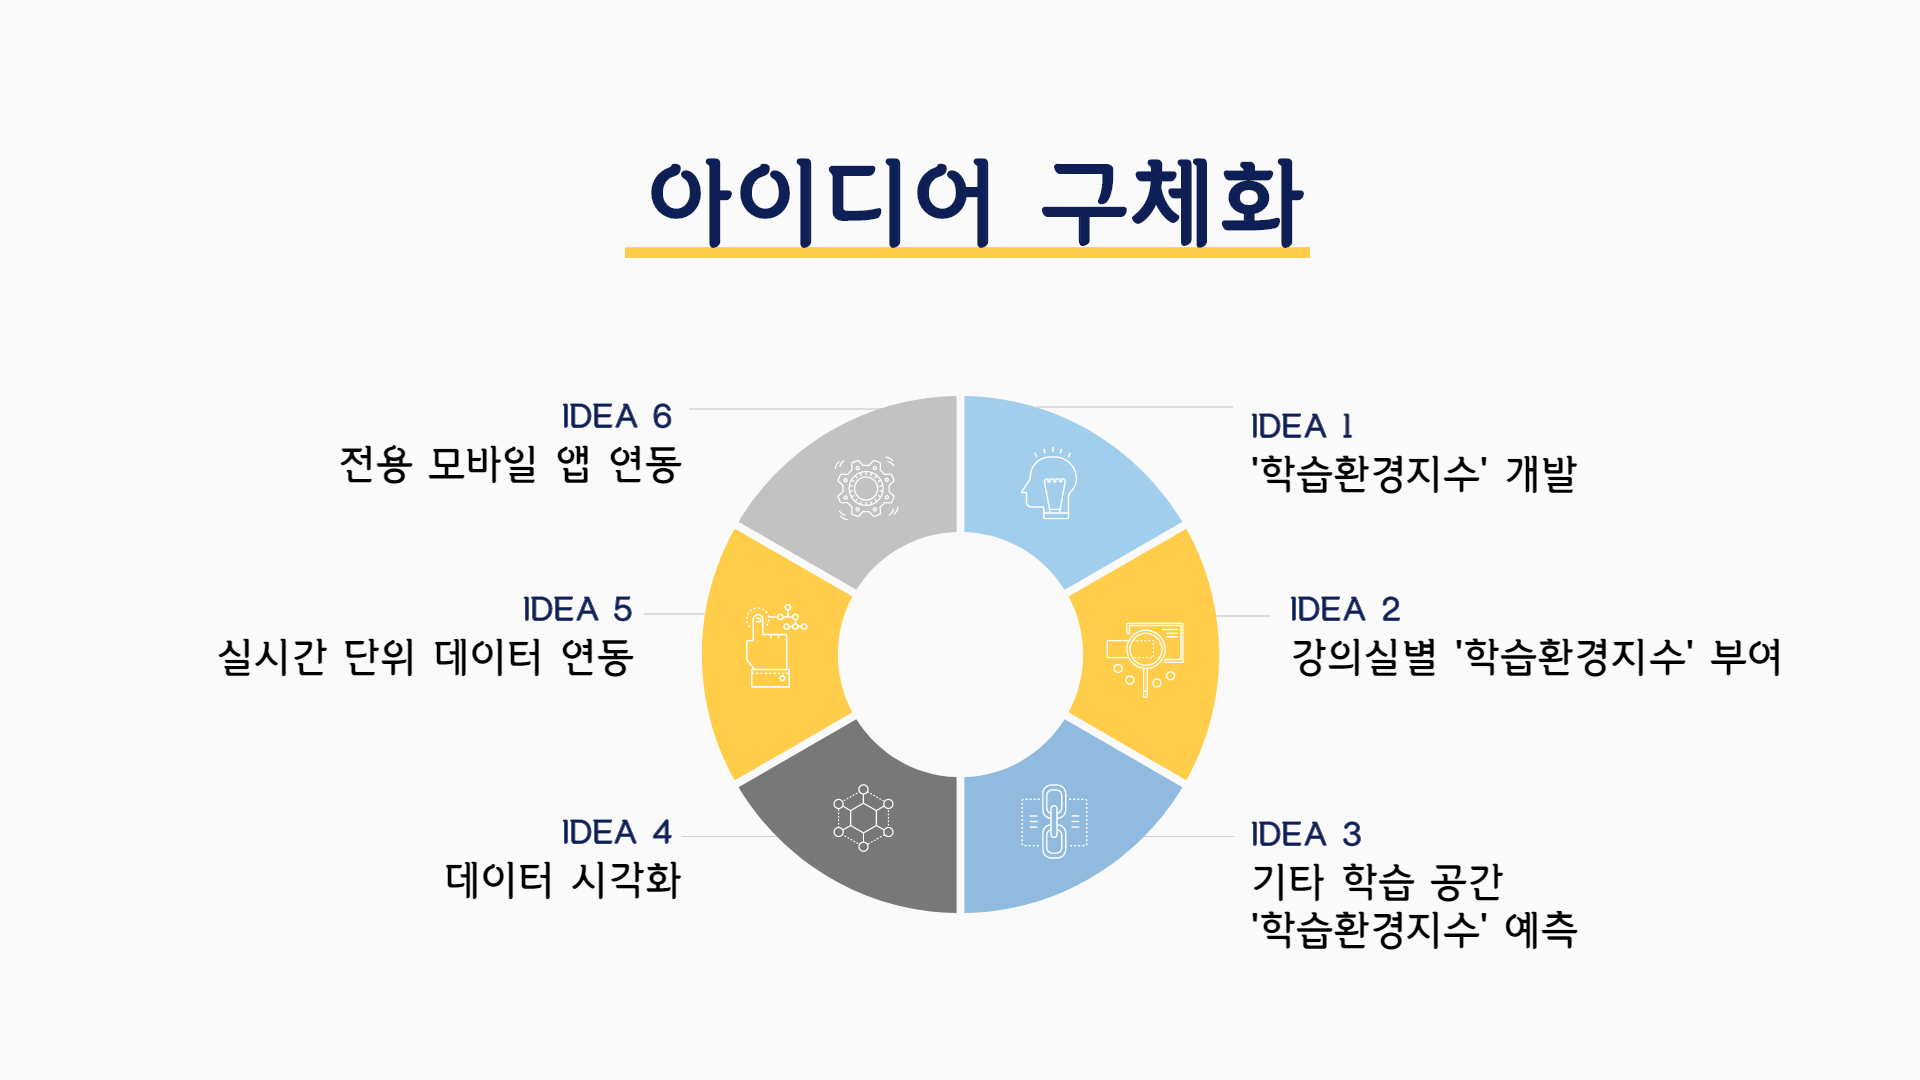 아이디어 구체화
IDEA 1
'학습환경지수' 개발
IDEA 2
강의실별 '학습환경지수' 부여
IDEA 3
기타 학습 공간
'학습환경지수' 예측
IDEA 4
데이터 시각화
IDEA 5
실시간 단위 데이터 연동
IDEA 6
전용 모바일 앱 연동